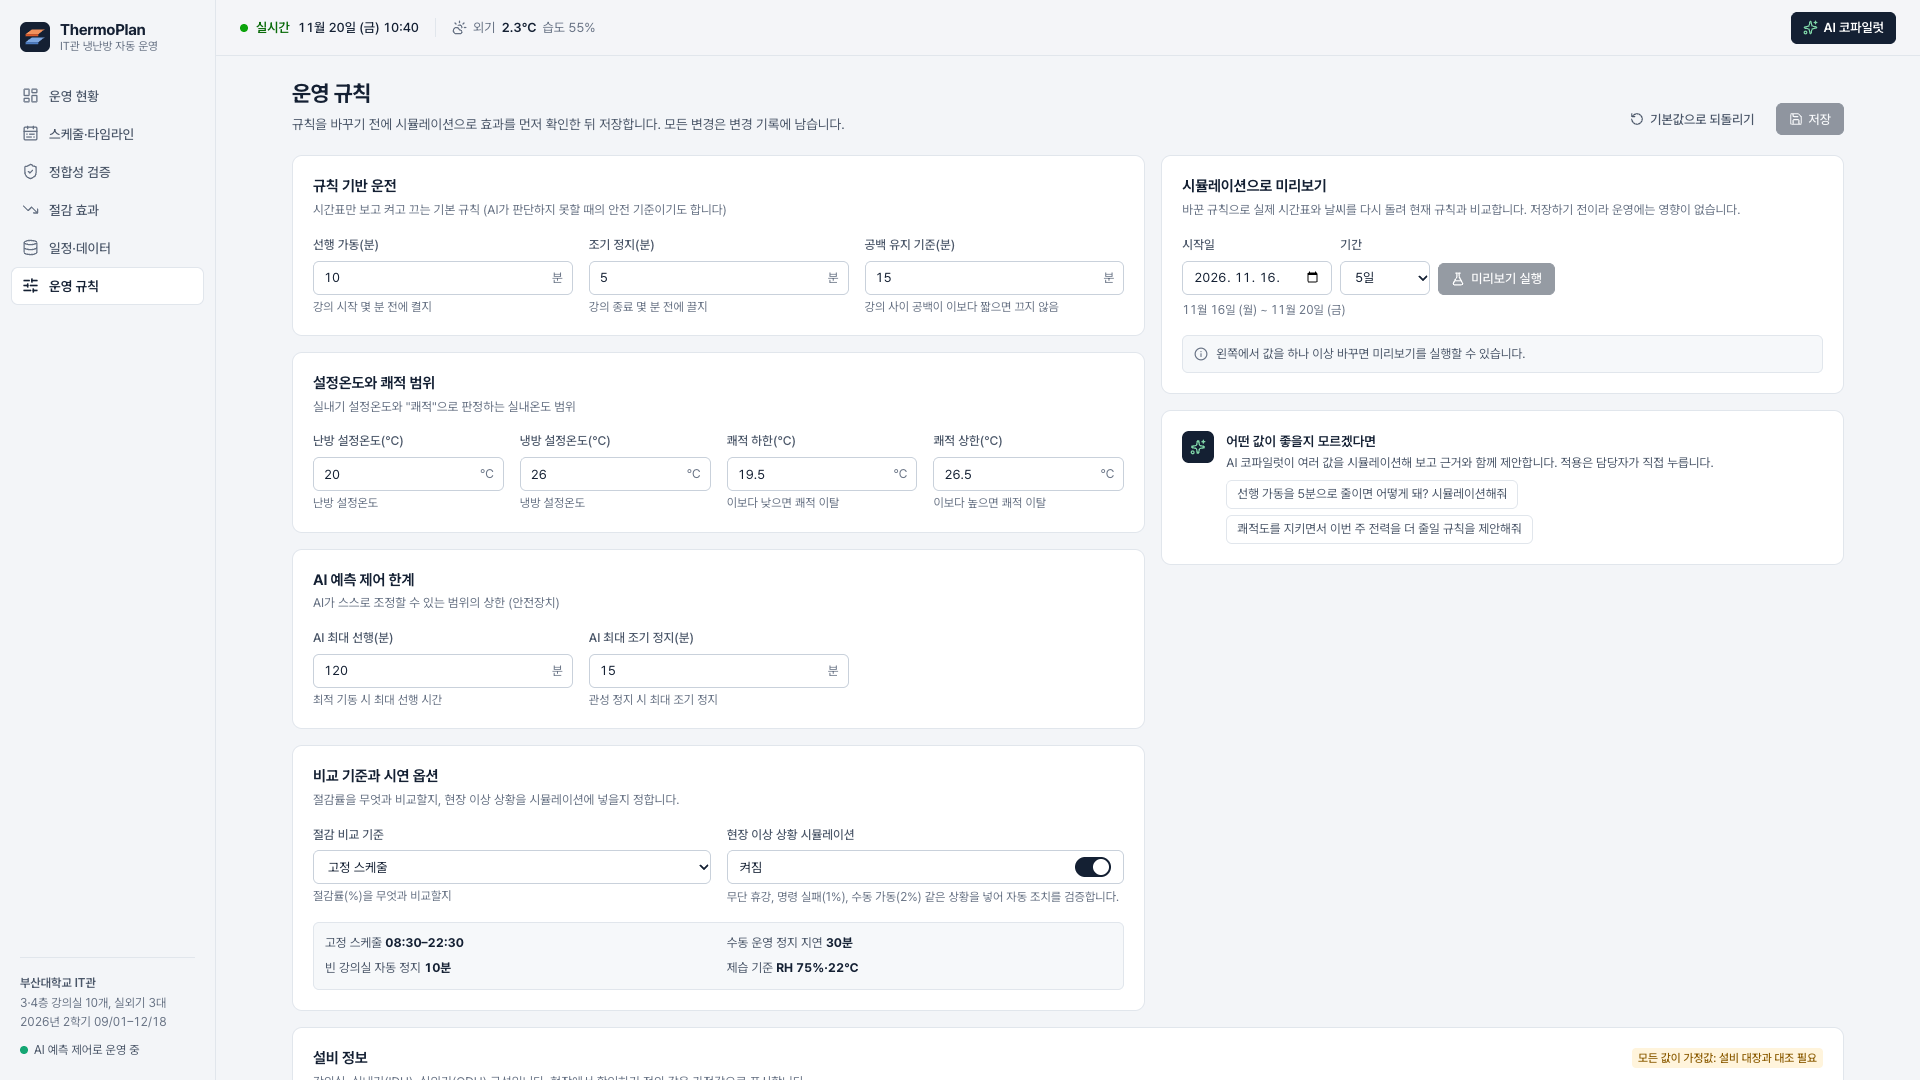 ThermoPlan
IT관 냉난방 자동 운영
운영 현황
스케줄·타임라인
정합성 검증
절감 효과
일정·데이터
운영 규칙
부산대학교 IT관
3·4층 강의실 10개, 실외기 3대
2026년 2학기 09/01–12/18
AI 예측 제어로 운영 중
실시간 11월 20일 (금) 10:40 외기 2.3°C 습도 55%
AI 코파일럿
운영 규칙
규칙을 바꾸기 전에 시뮬레이션으로 효과를 먼저 확인한 뒤 저장합니다. 모든 변경은 변경 기록에 남습니다.
기본값으로 되돌리기 저장
규칙 기반 운전
시간표만 보고 켜고 끄는 기본 규칙 (AI가 판단하지 못할 때의 안전 기준이기도 합니다)
선행 가동(분) 조기 정지(분) 공백 유지 기준(분)
10 분 5 분 15 분
강의 시작 몇 분 전에 켤지 강의 종료 몇 분 전에 끌지 강의 사이 공백이 이보다 짧으면 끄지 않음
설정온도와 쾌적 범위
실내기 설정온도와 "쾌적"으로 판정하는 실내온도 범위
난방 설정온도(°C) 냉방 설정온도(°C) 쾌적 하한(°C) 쾌적 상한(°C)
20 °C 26 °C 19.5 °C 26.5 °C
난방 설정온도 냉방 설정온도 이보다 낮으면 쾌적 이탈 이보다 높으면 쾌적 이탈
AI 예측 제어 한계
AI가 스스로 조정할 수 있는 범위의 상한 (안전장치)
AI 최대 선행(분) AI 최대 조기 정지(분)
120 분 15 분
최적 기동 시 최대 선행 시간 관성 정지 시 최대 조기 정지
비교 기준과 시연 옵션
절감률을 무엇과 비교할지, 현장 이상 상황을 시뮬레이션에 넣을지 정합니다.
절감 비교 기준 현장 이상 상황 시뮬레이션
고정 스케줄 켜짐
절감률(%)을 무엇과 비교할지 무단 휴강, 명령 실패(1%), 수동 가동(2%) 같은 상황을 넣어 자동 조치를 검증합니다.
고정 스케줄 08:30–22:30 수동 운영 정지 지연 30분
빈 강의실 자동 정지 10분 제습 기준 RH 75%·22°C
시뮬레이션으로 미리보기
바꾼 규칙으로 실제 시간표와 날씨를 다시 돌려 현재 규칙과 비교합니다. 저장하기 전이라 운영에는 영향이 없습니다.
시작일 기간
2026. 11. 16. 5일 미리보기 실행
11월 16일 (월) ~ 11월 20일 (금)
왼쪽에서 값을 하나 이상 바꾸면 미리보기를 실행할 수 있습니다.
어떤 값이 좋을지 모르겠다면
AI 코파일럿이 여러 값을 시뮬레이션해 보고 근거와 함께 제안합니다. 적용은 담당자가 직접 누릅니다.
선행 가동을 5분으로 줄이면 어떻게 돼? 시뮬레이션해줘
쾌적도를 지키면서 이번 주 전력을 더 줄일 규칙을 제안해줘
설비 정보 모든 값이 가정값: 설비 대장과 대조 필요